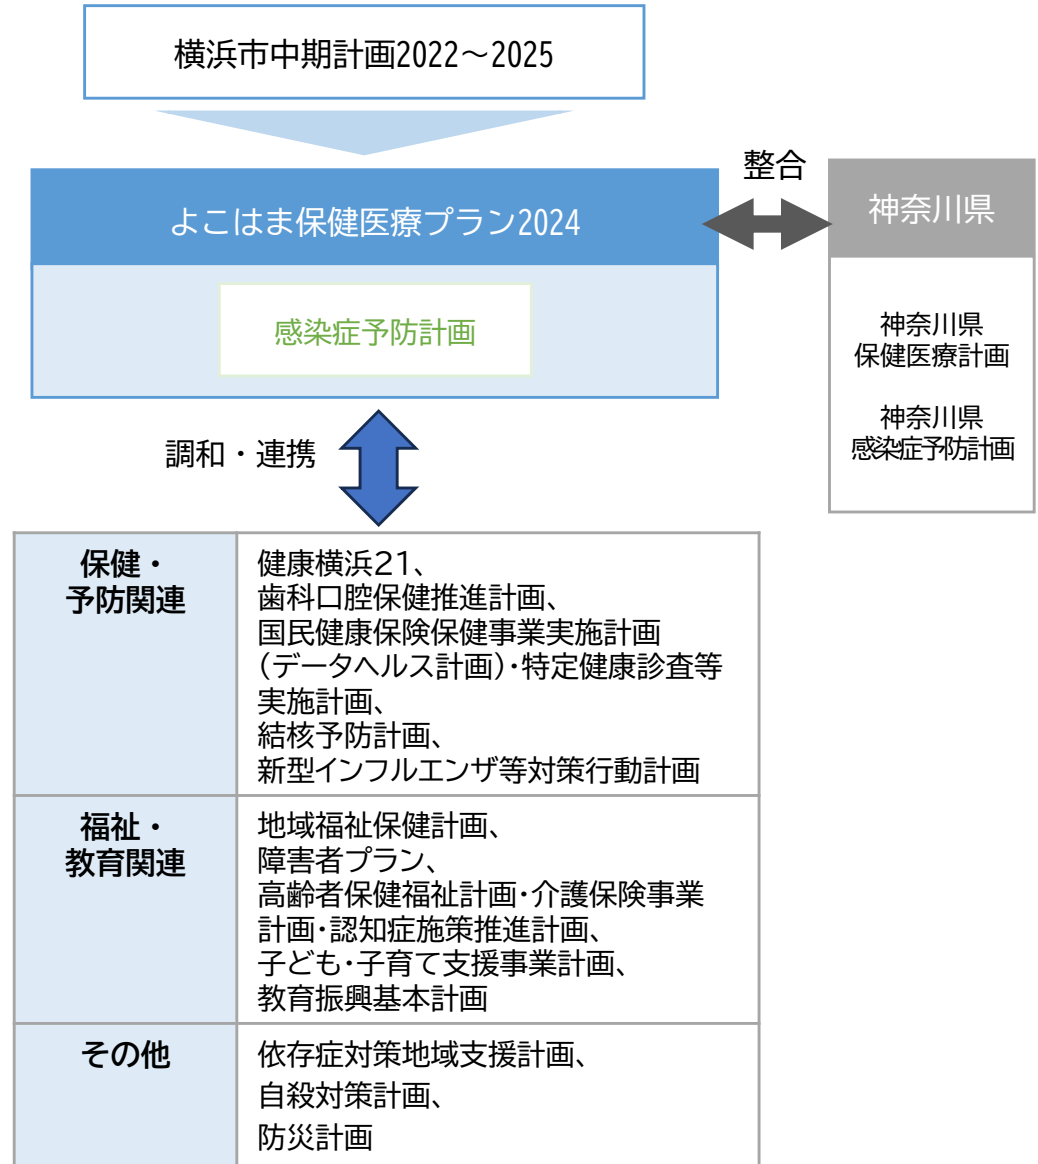 横浜市中期計画2022～2025
よこはま保健医療プラン2024
感染症予防計画
整合
神奈川県
神奈川県
保健医療計画
神奈川県
感染症予防計画
調和・連携
保健・
予防関連
健康横浜21、
歯科口腔保健推進計画、
国民健康保険保健事業実施計画
（データヘルス計画）・特定健康診査等
実施計画、
結核予防計画、
新型インフルエンザ等対策行動計画
福祉・
教育関連
地域福祉保健計画、
障害者プラン、
高齢者保健福祉計画・介護保険事業
計画・認知症施策推進計画、
子ども・子育て支援事業計画、
教育振興基本計画
その他
依存症対策地域支援計画、
自殺対策計画、
防災計画